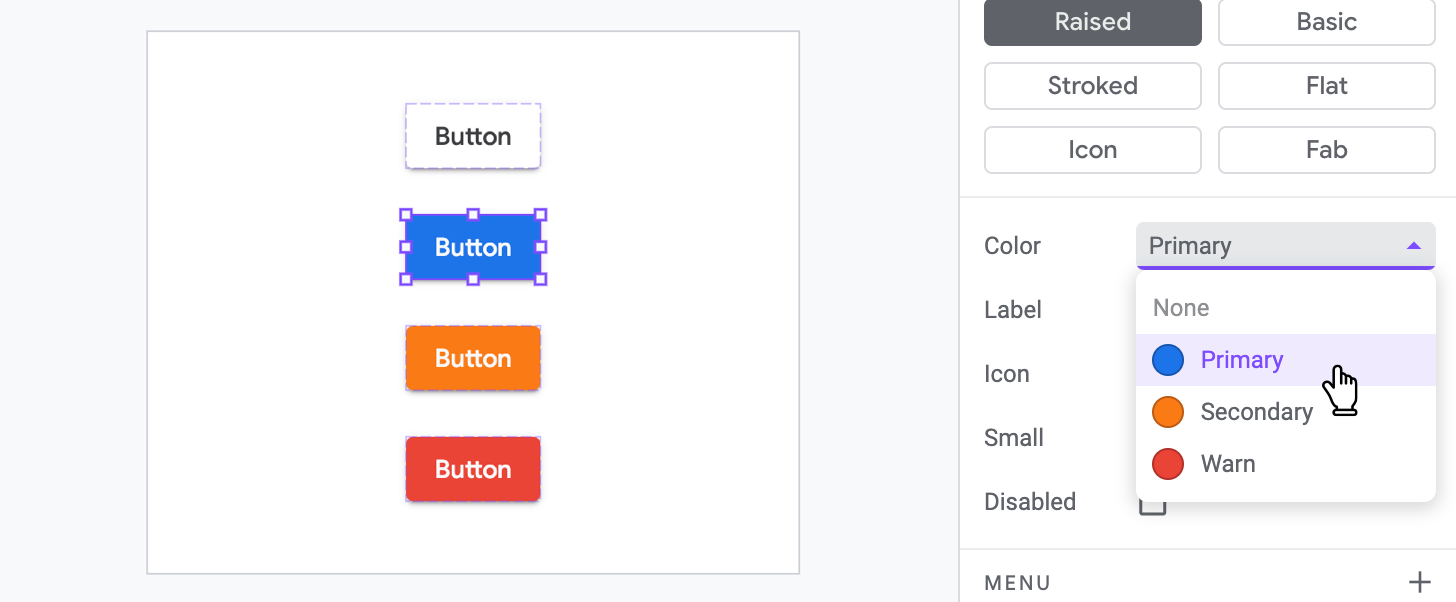 Button
Button
Button
Button
Raised
Basic
Stroked
Flat
Icon
Fab
Color
Primary
None
Primary
Secondary
Warn
Label
Icon
Small
Disabled
MENU